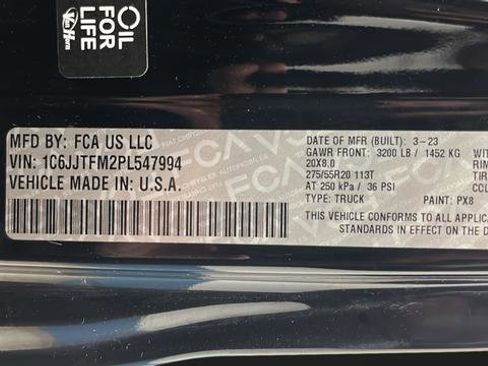 OIL
FOR
LIFE
Van Horn
MFD BY: FCA US LLC
VIN: 1C6JJTFM2PL547994
VEHICLE MADE IN: U.S.A.
DATE OF MFR (BUILT): 3-23
GAWR FRONT: 3200 LB / 1452 KG
20X8.0
275/55R20 113T
AT 250 kPa / 36 PSI
TYPE: TRUCK PAINT: PX8
THIS VEHICLE CONFORMS TO ALL APPLICA
STANDARDS IN EFFECT ON THE D